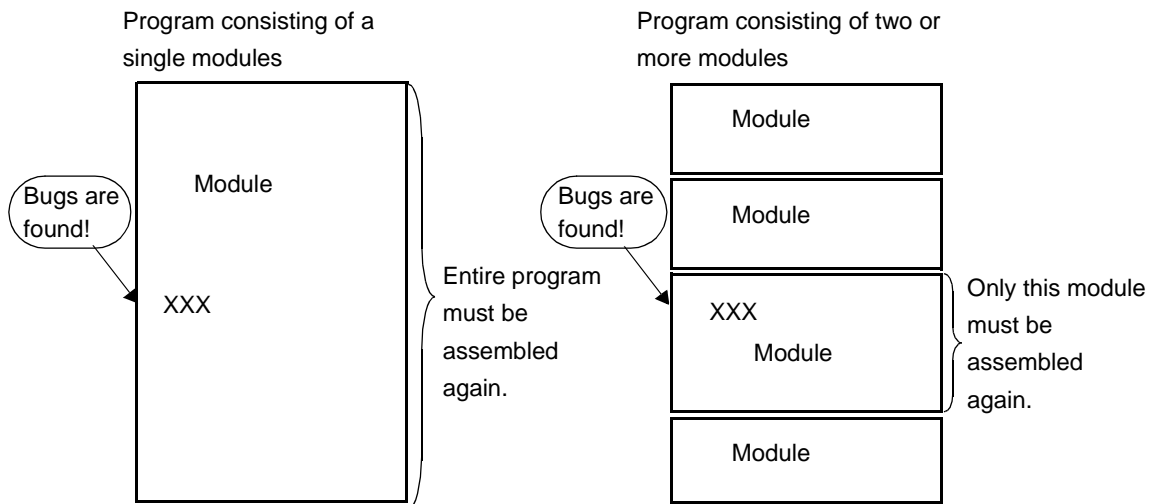 Program consisting of a
single modules
Module
Bugs are
found!
XXX
Entire program
must be
assembled
again.
Program consisting of two or
more modules
Module
Module
Bugs are
found!
XXX
Module
Only this module
must be
assembled
again.
Module